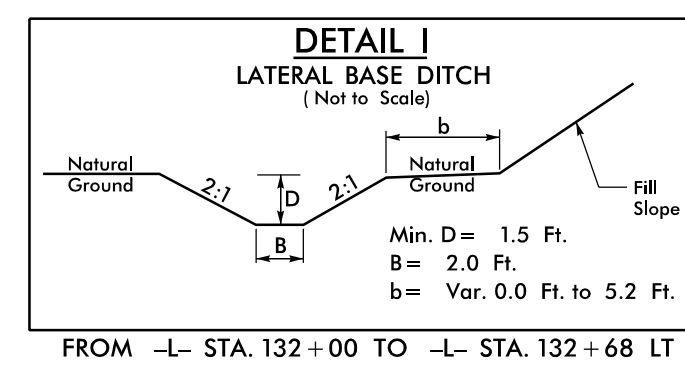 DETAIL I
LATERAL BASE DITCH
( Not to Scale)
b
Natural
Ground
2:1
D
2:1
Natural
Ground
Fill
Slope
B
Min. D= 1.5 Ft.
B= 2.0 Ft.
b= Var. 0.0 Ft. to 5.2 Ft.
FROM -L- STA. 132+00 TO -L- STA. 132+68 LT